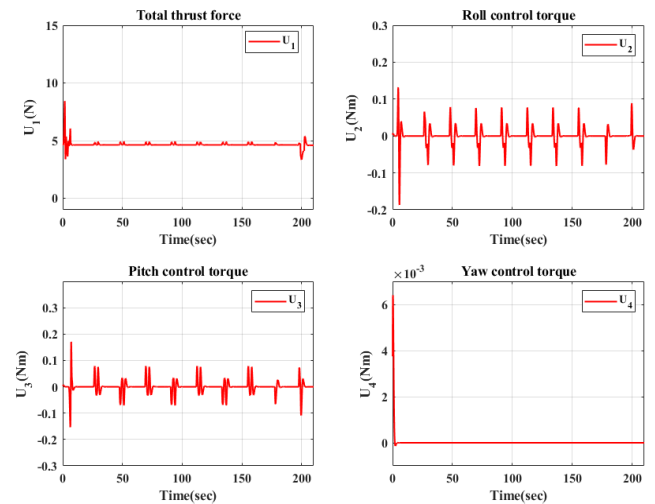 Total thrust force
U1
15
10
5
0
U1(N)
0
50
100
150
200
Time(sec)
Roll control torque
U2
0.3
0.2
0.1
0
-0.1
-0.2
U2(Nm)
0
50
100
150
200
Time(sec)
Pitch control torque
U3
0.3
0.2
0.1
0
-0.1
-0.2
-0.3
U3(Nm)
0
50
100
150
200
Time(sec)
Yaw control torque
×10-3
U4
6
4
2
0
U4(Nm)
0
50
100
150
200
Time(sec)